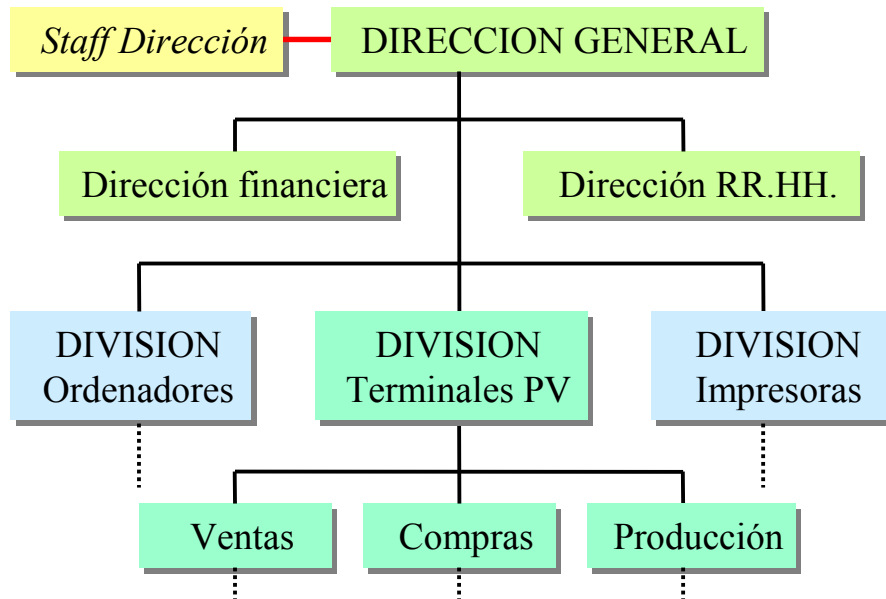 Staff Dirección
DIRECCION GENERAL
Dirección financiera
Dirección RR.HH.
DIVISION
Ordenadores
DIVISION
Terminales PV
DIVISION
Impresoras
Ventas
Compras
Producción